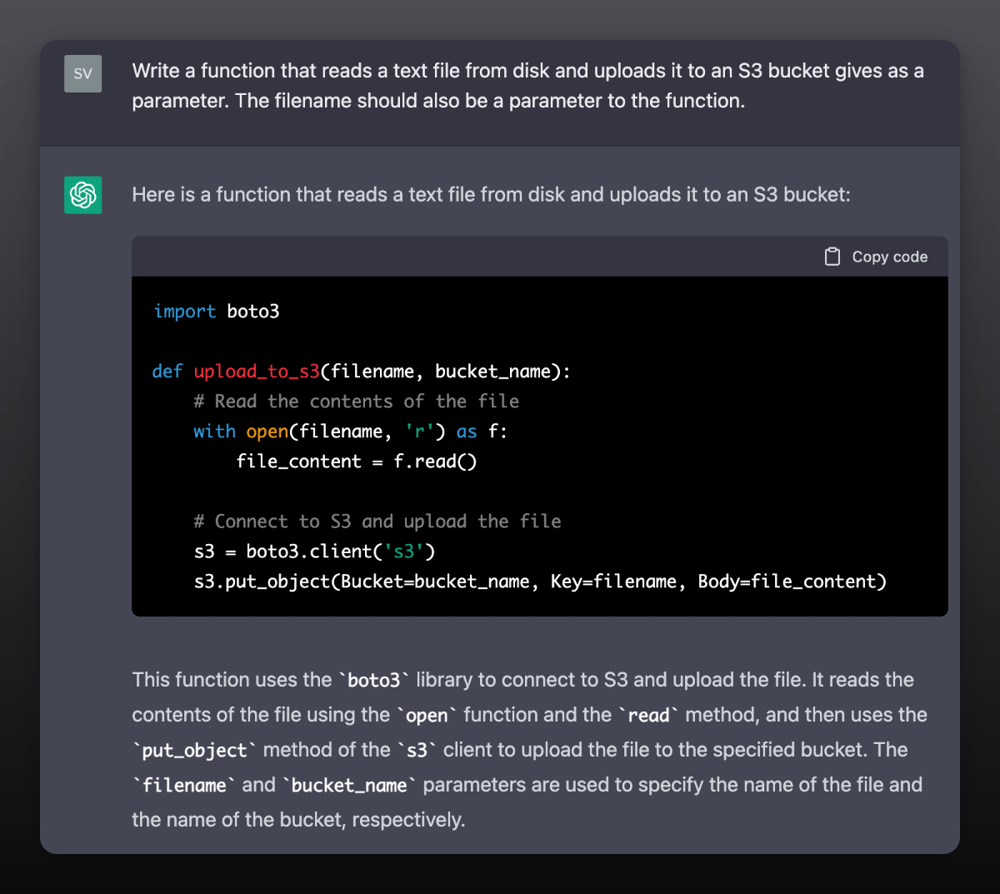 SV
Write a function that reads a text file from disk and uploads it to an S3 bucket gives as a
parameter. The filename should also be a parameter to the function.
Here is a function that reads a text file from disk and uploads it to an S3 bucket:
Copy code
import boto3
def upload_to_s3(filename, bucket_name):
    # Read the contents of the file
    with open(filename, 'r') as f:
        file_content = f.read()
    # Connect to S3 and upload the file
    s3 = boto3.client('s3')
    s3.put_object(Bucket=bucket_name, Key=filename, Body=file_content)
This function uses the `boto3` library to connect to S3 and upload the file. It reads the
contents of the file using the `open` function and the `read` method, and then uses the
`put_object` method of the `s3` client to upload the file to the specified bucket. The
`filename` and `bucket_name` parameters are used to specify the name of the file and
the name of the bucket, respectively.